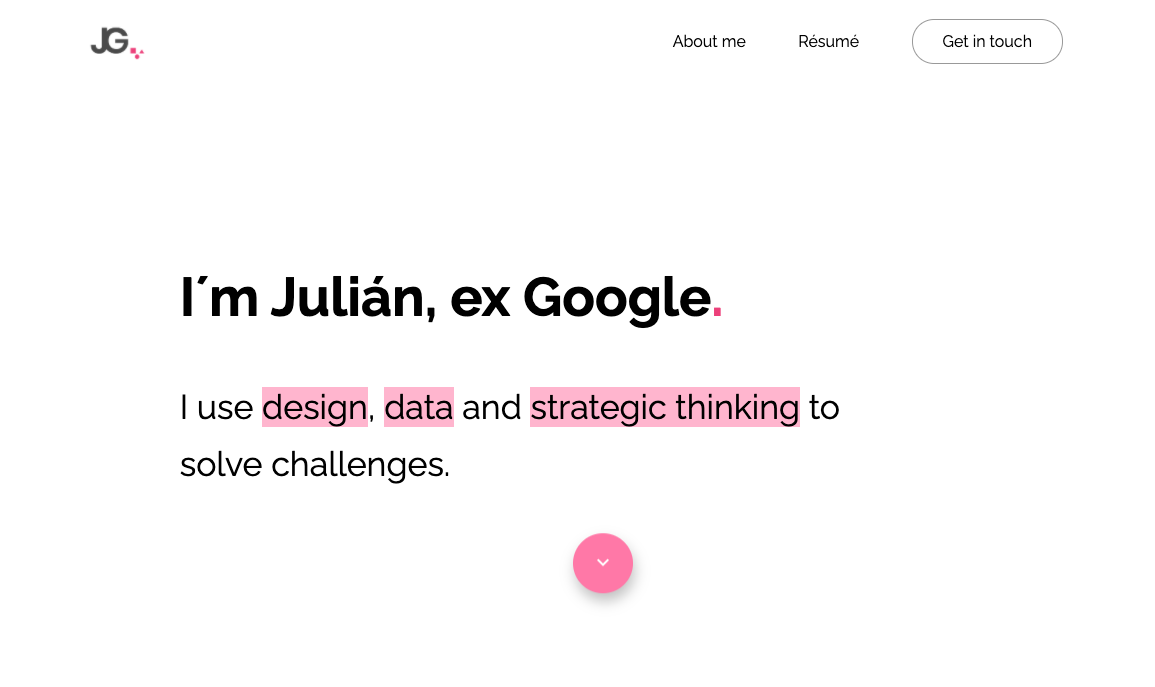 JG
About me
Résumé
Get in touch
I´m Julián, ex Google.
I use design, data and strategic thinking to
solve challenges.